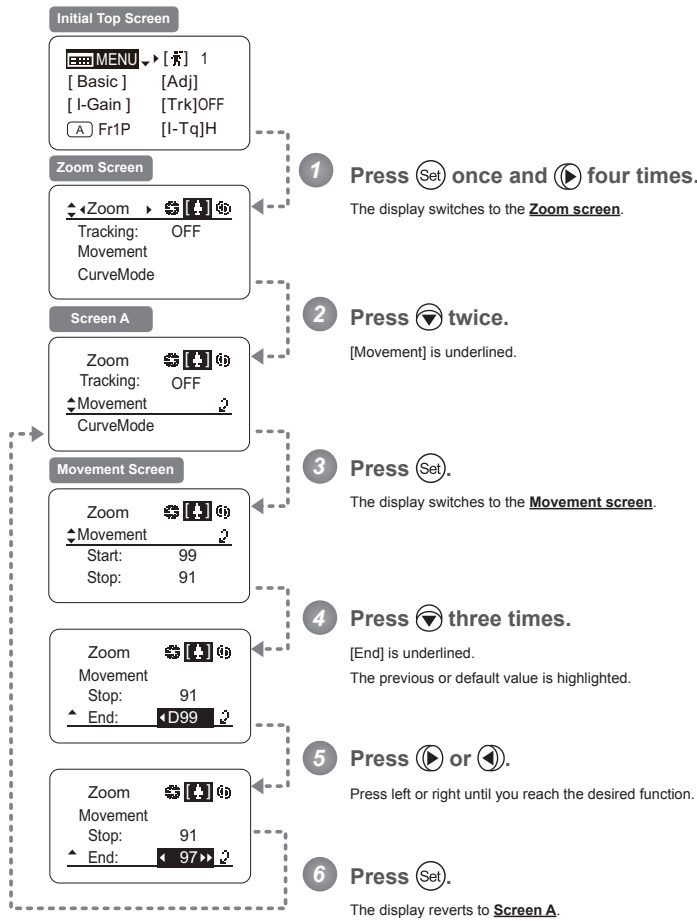 Initial Top Screen
MENU [ ] 1
[ Basic ] [Adj]
[ I-Gain ] [Trk]OFF
A Fr1P [I-Tq]H
Zoom Screen
Zoom
Tracking: OFF
Movement
CurveMode
1 Press Set once and four times.
The display switches to the Zoom screen.
Screen A
Zoom
Tracking: OFF
Movement
CurveMode
2 Press twice.
[Movement] is underlined.
Movement Screen
Zoom
Movement
Start: 99
Stop: 91
3 Press Set.
The display switches to the Movement screen.
Zoom
Movement
Stop: 91
End: D99
4 Press three times.
[End] is underlined.
The previous or default value is highlighted.
Zoom
Movement
Stop: 91
End: 97
5 Press or .
Press left or right until you reach the desired function.
6 Press Set.
The display reverts to Screen A.